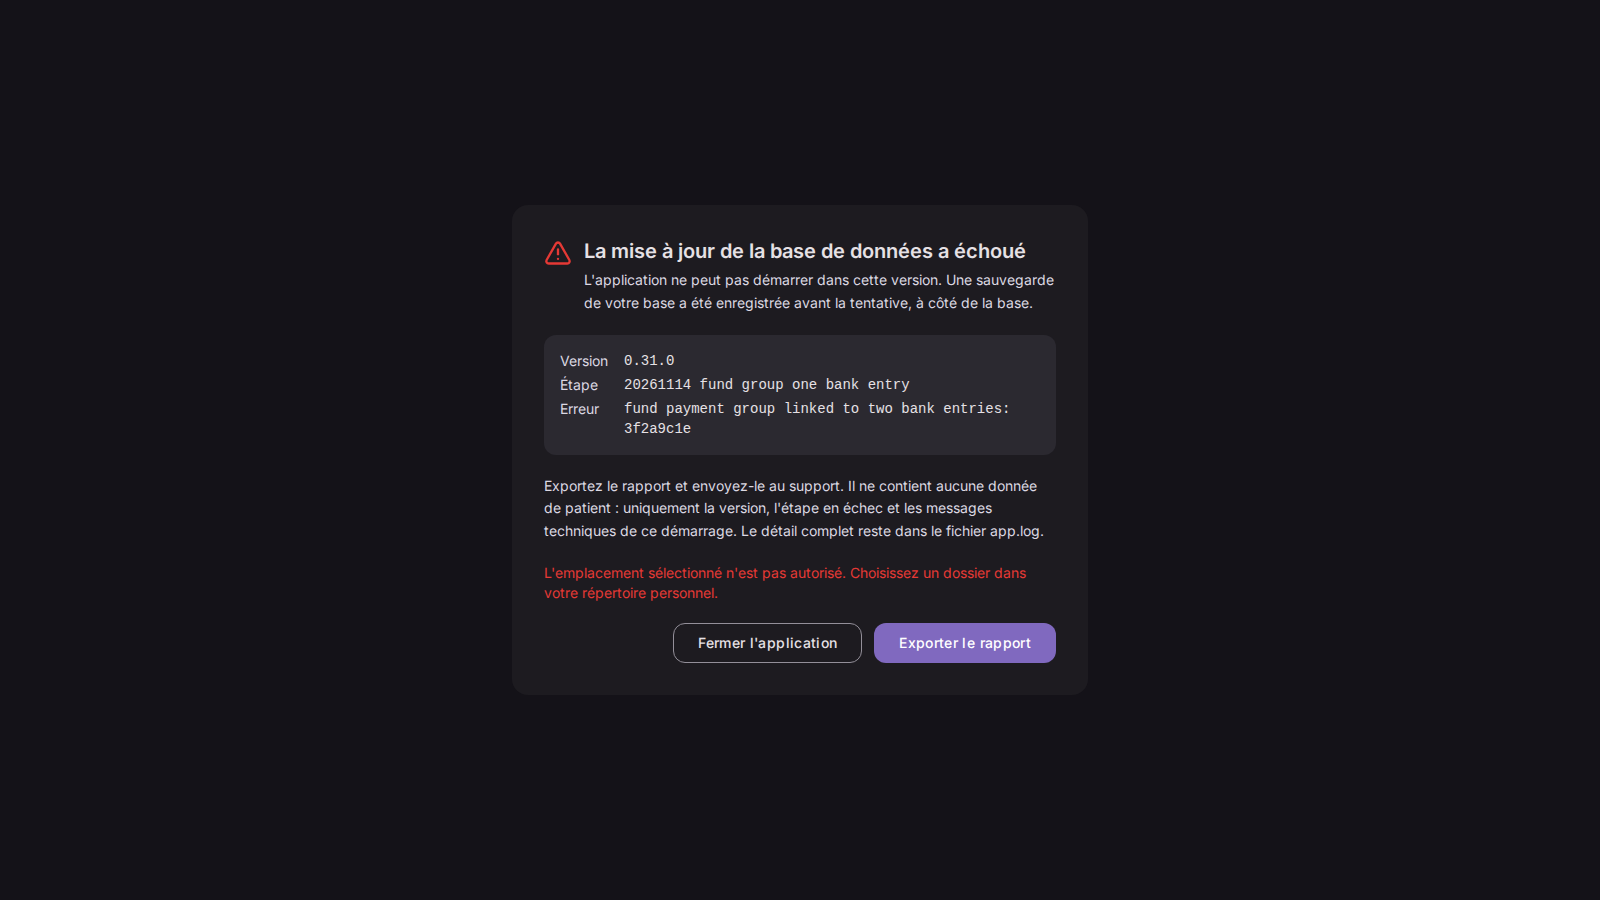 La mise à jour de la base de données a échoué
L'application ne peut pas démarrer dans cette version. Une sauvegarde
de votre base a été enregistrée avant la tentative, à côté de la base.
Version 0.31.0
Étape 20261114 fund group one bank entry
Erreur fund payment group linked to two bank entries:
3f2a9c1e
Exportez le rapport et envoyez-le au support. Il ne contient aucune donnée
de patient : uniquement la version, l'étape en échec et les messages
techniques de ce démarrage. Le détail complet reste dans le fichier app.log.
L'emplacement sélectionné n'est pas autorisé. Choisissez un dossier dans
votre répertoire personnel.
Fermer l'application Exporter le rapport